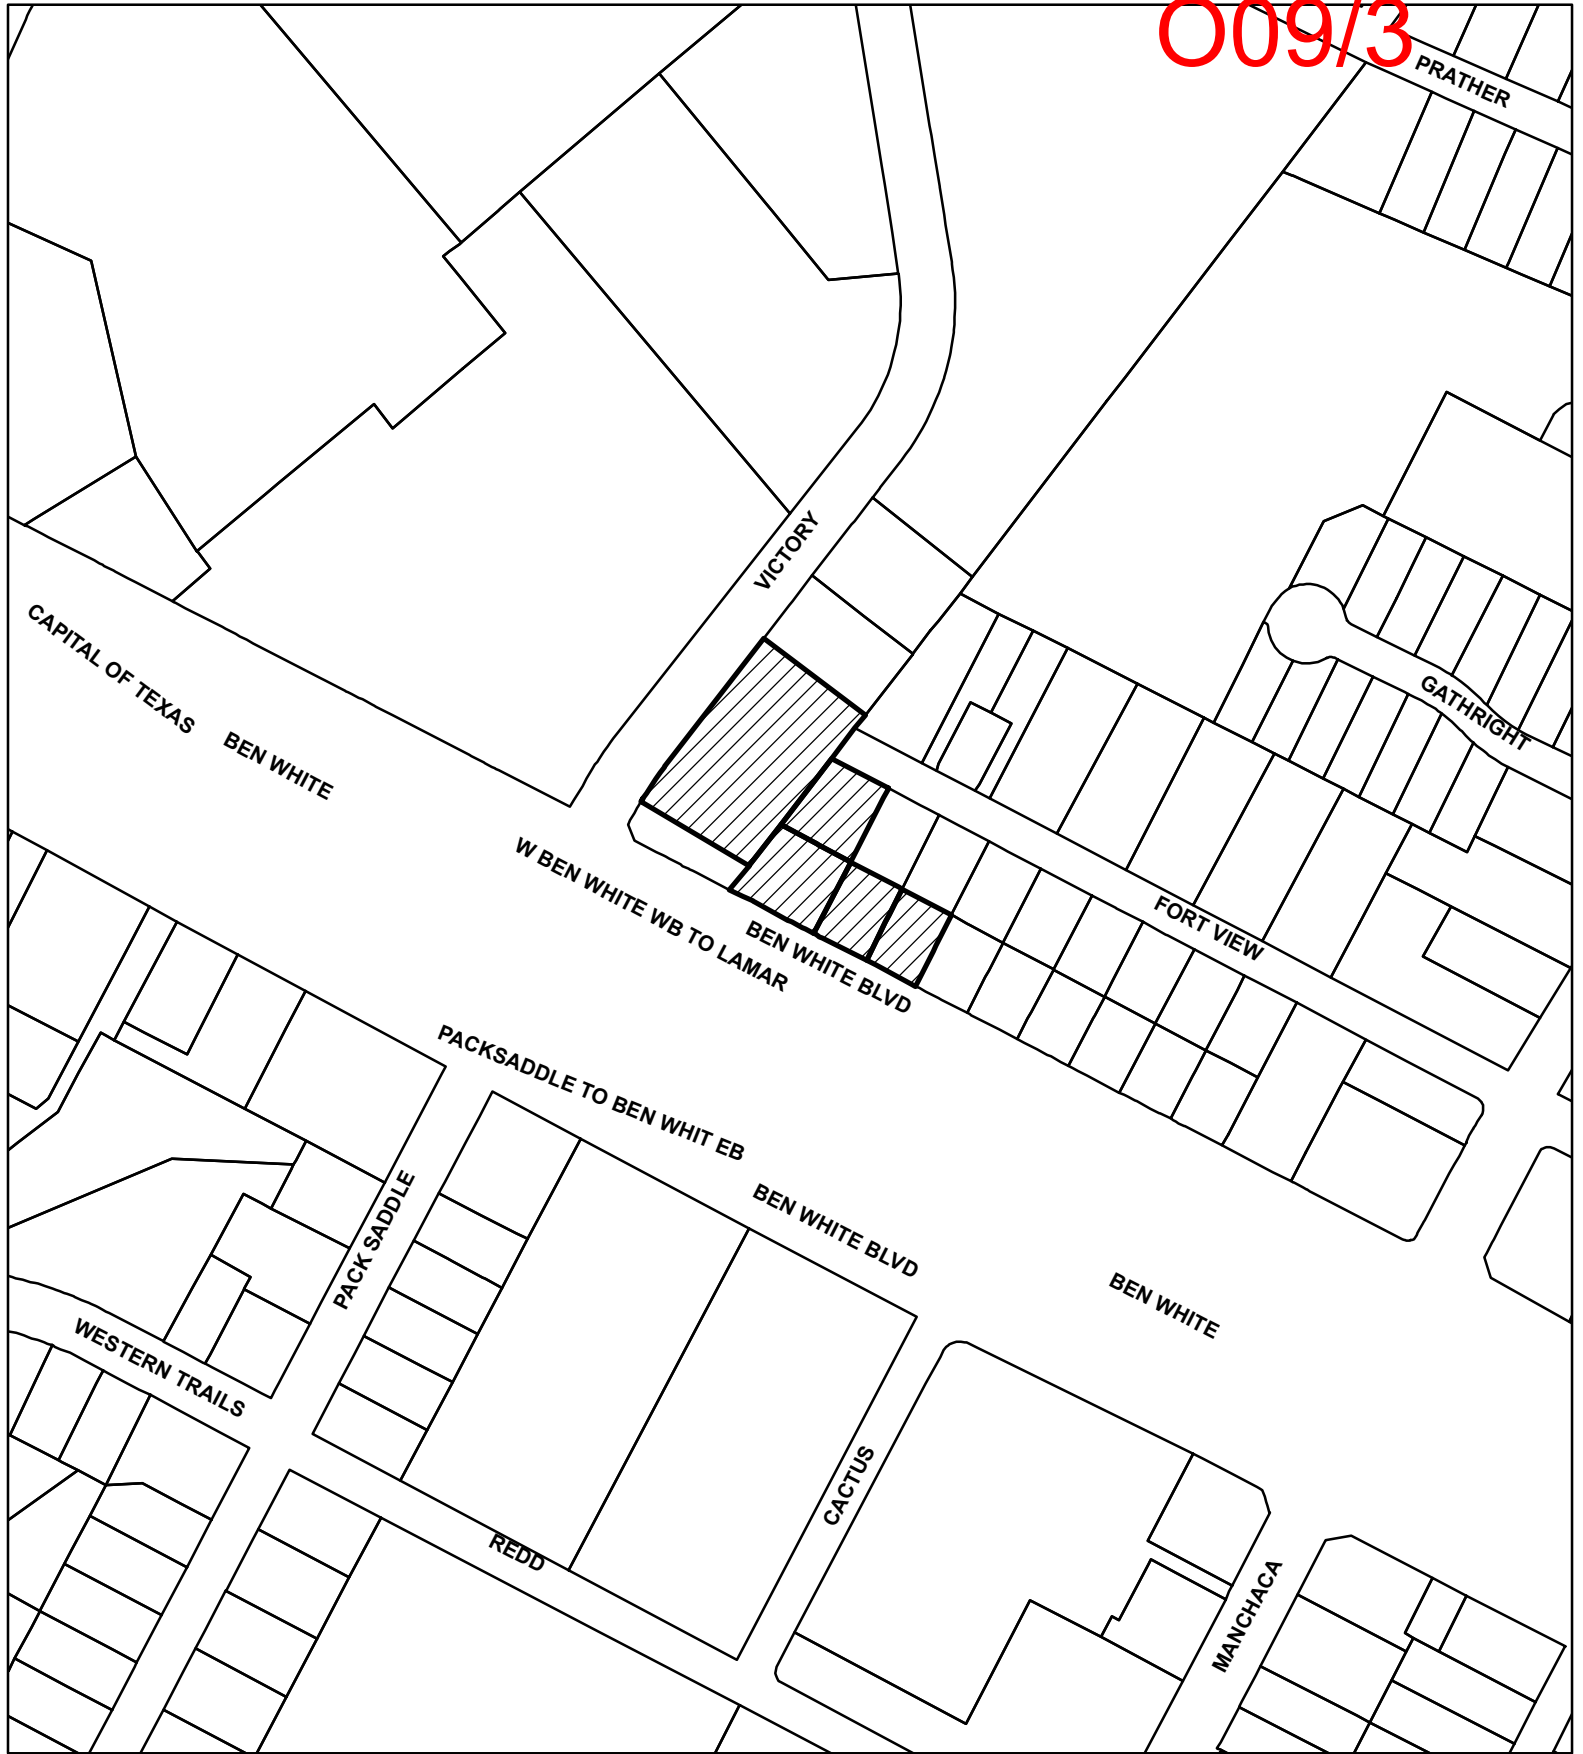 O09/3
PRATHER
VICTORY
CAPITAL OF TEXAS
BEN WHITE
GATHRIGHT
W BEN WHITE WB TO LAMAR
BEN WHITE BLVD
FORT VIEW
PACKSADDLE TO BEN WHIT EB
PACK SADDLE
BEN WHITE BLVD
BEN WHITE
WESTERN TRAILS
CACTUS
REDD
MANCHACA